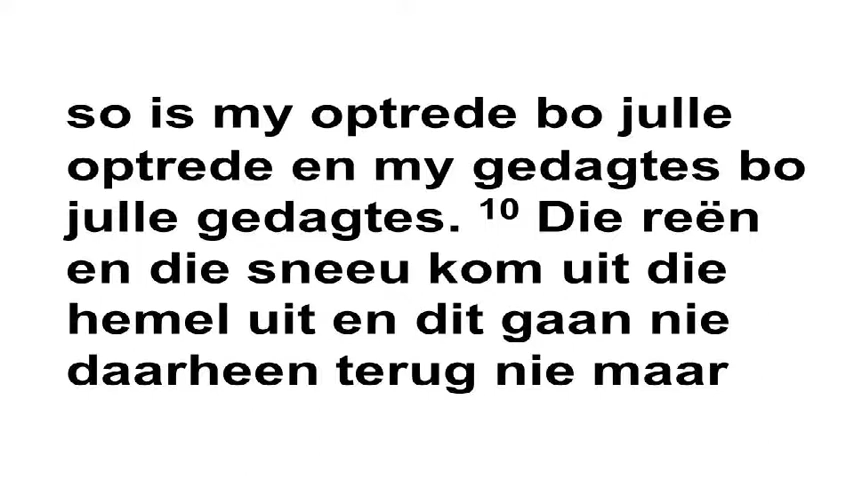 so is my optrede bo julle
optrede en my gedagtes bo
julle gedagtes. ¹⁰ Die reën
en die sneeu kom uit die
hemel uit en dit gaan nie
daarheen terug nie maar